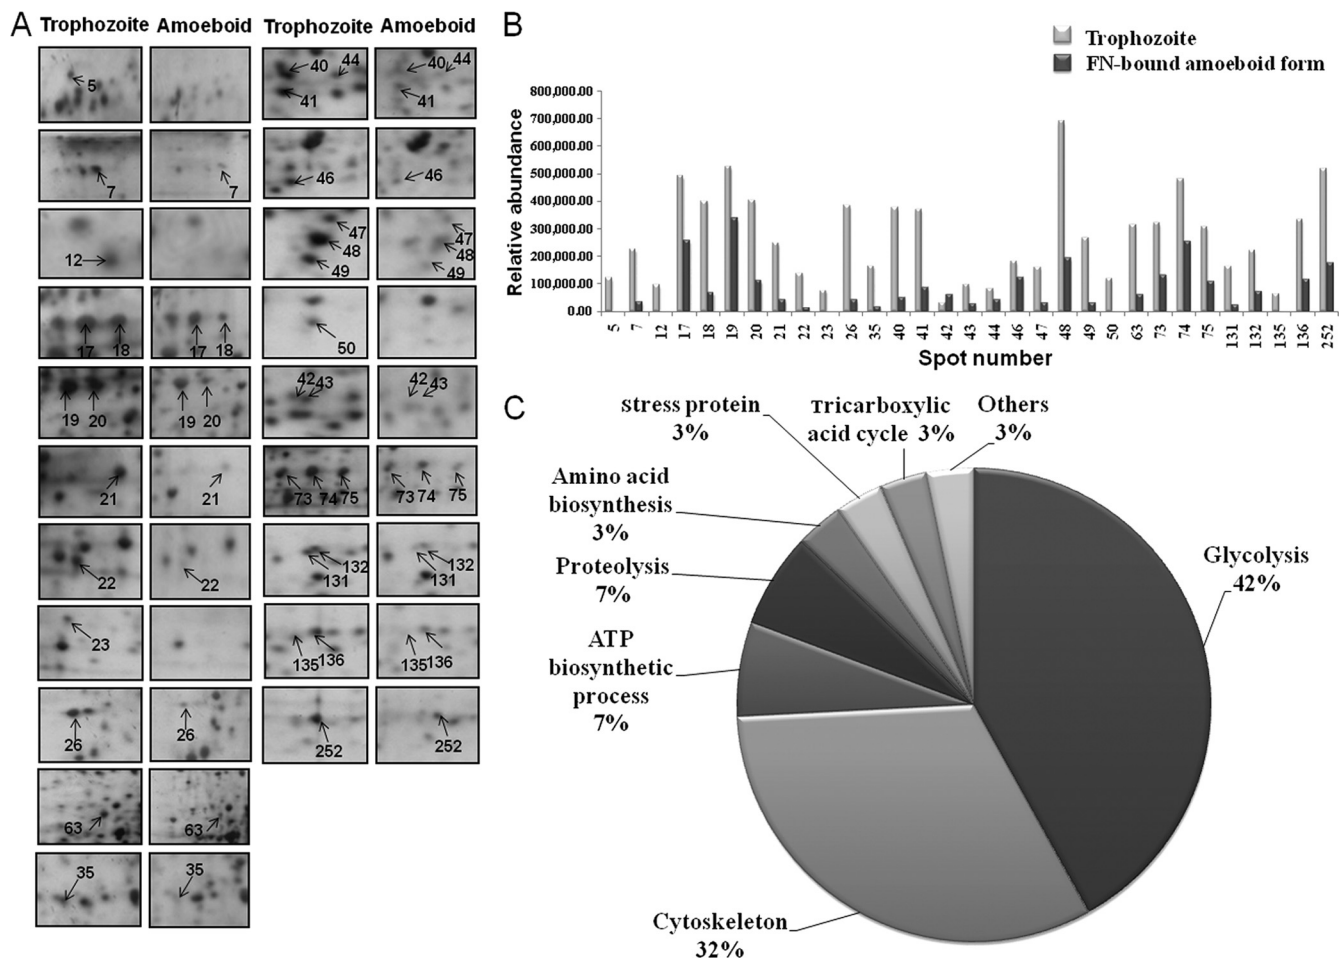 A
Trophozoite Amoeboid Trophozoite Amoeboid
5
40 44 40 44
41 41
7 7
46 46
12
47 47
48 48
49 49
17 18 17 18
50
19 20 19 20
42 43 42 43
21 21
73 74 75 73 74 75
22 22
132 132
131 131
23
135 136 135 136
26 26
252 252
63 63
35 35
B
Trophozoite
FN-bound amoeboid form
Relative abundance
800,000.00
700,000.00
600,000.00
500,000.00
400,000.00
300,000.00
200,000.00
100,000.00
0.00
5 7 12 17 18 19 20 21 22 23 26 35 40 41 42 43 44 46 47 48 49 50 63 73 74 75 131 132 135 136 252
Spot number
C
stress protein
3%
Tricarboxylic
acid cycle 3%
Others
3%
Amino acid
biosynthesis
3%
Glycolysis
42%
Proteolysis
7%
ATP
biosynthetic
process
7%
Cytoskeleton
32%